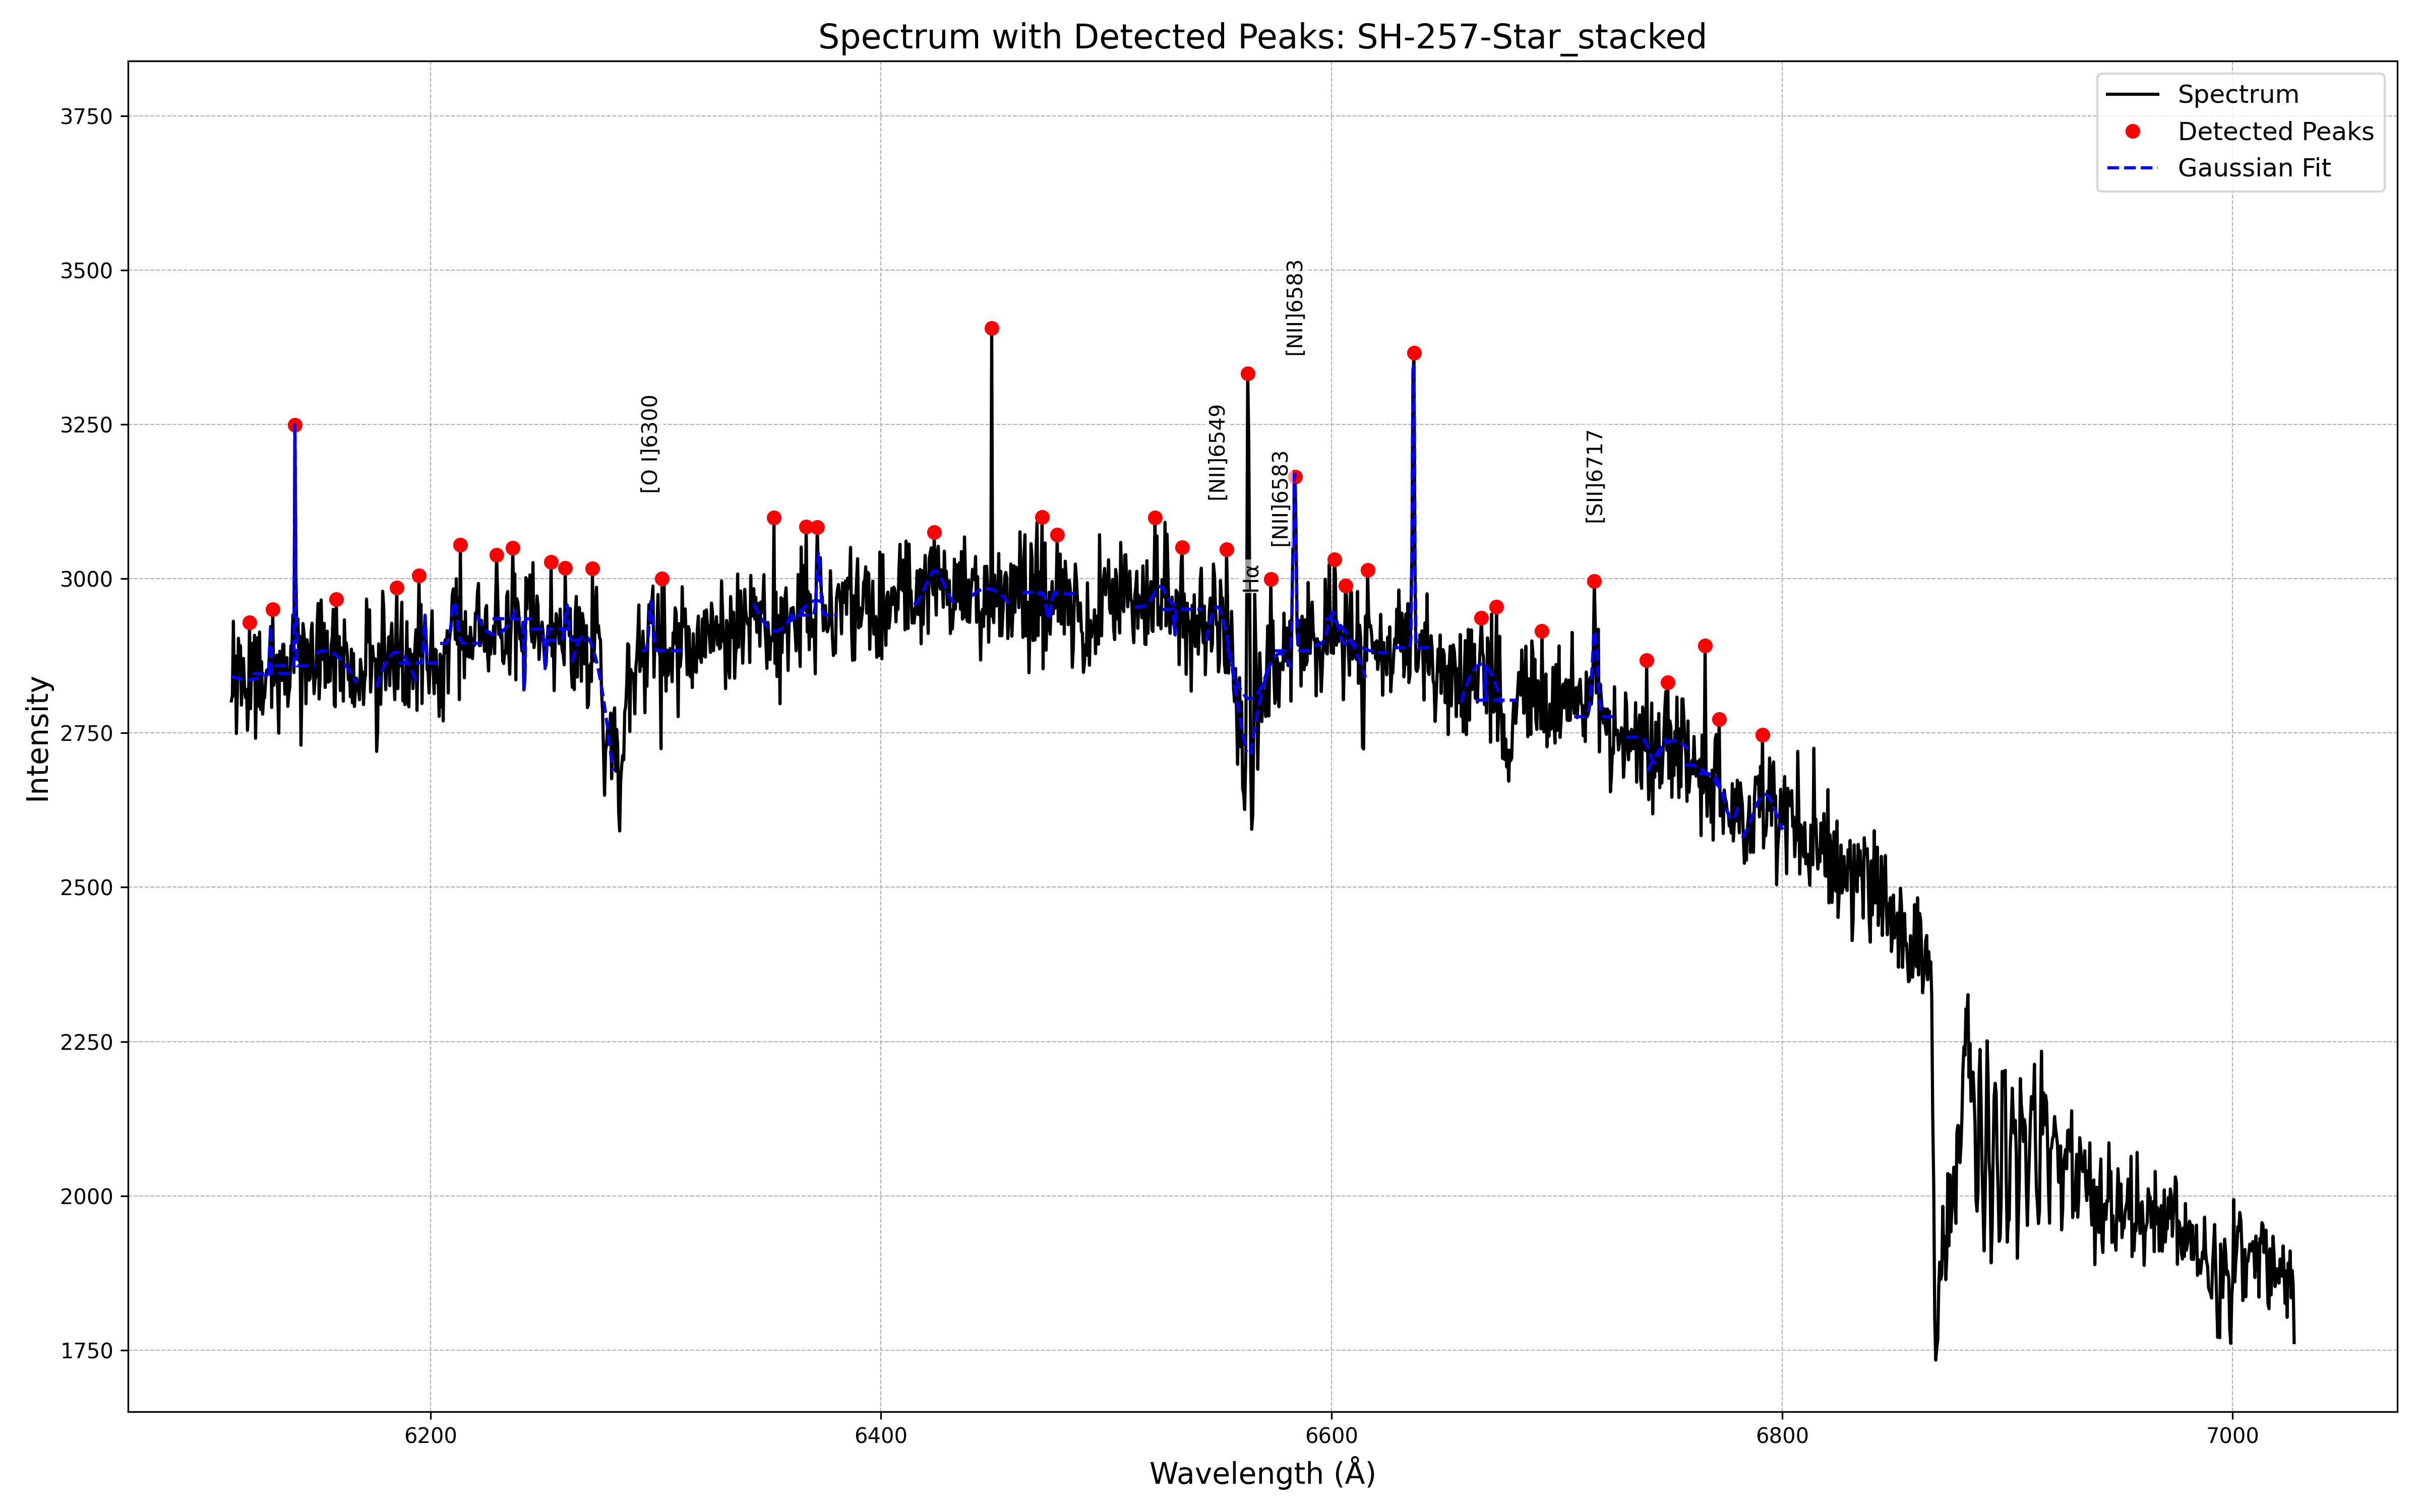 Spectrum with Detected Peaks: SH-257-Star_stacked
Spectrum
Detected Peaks
Gaussian Fit
[O I]6300
[NII]6549
[NII]6583
Hα
[NII]6583
[SII]6717
3750
3500
3250
3000
2750
2500
2250
2000
1750
Intensity
6200
6400
6600
6800
7000
Wavelength (Å)